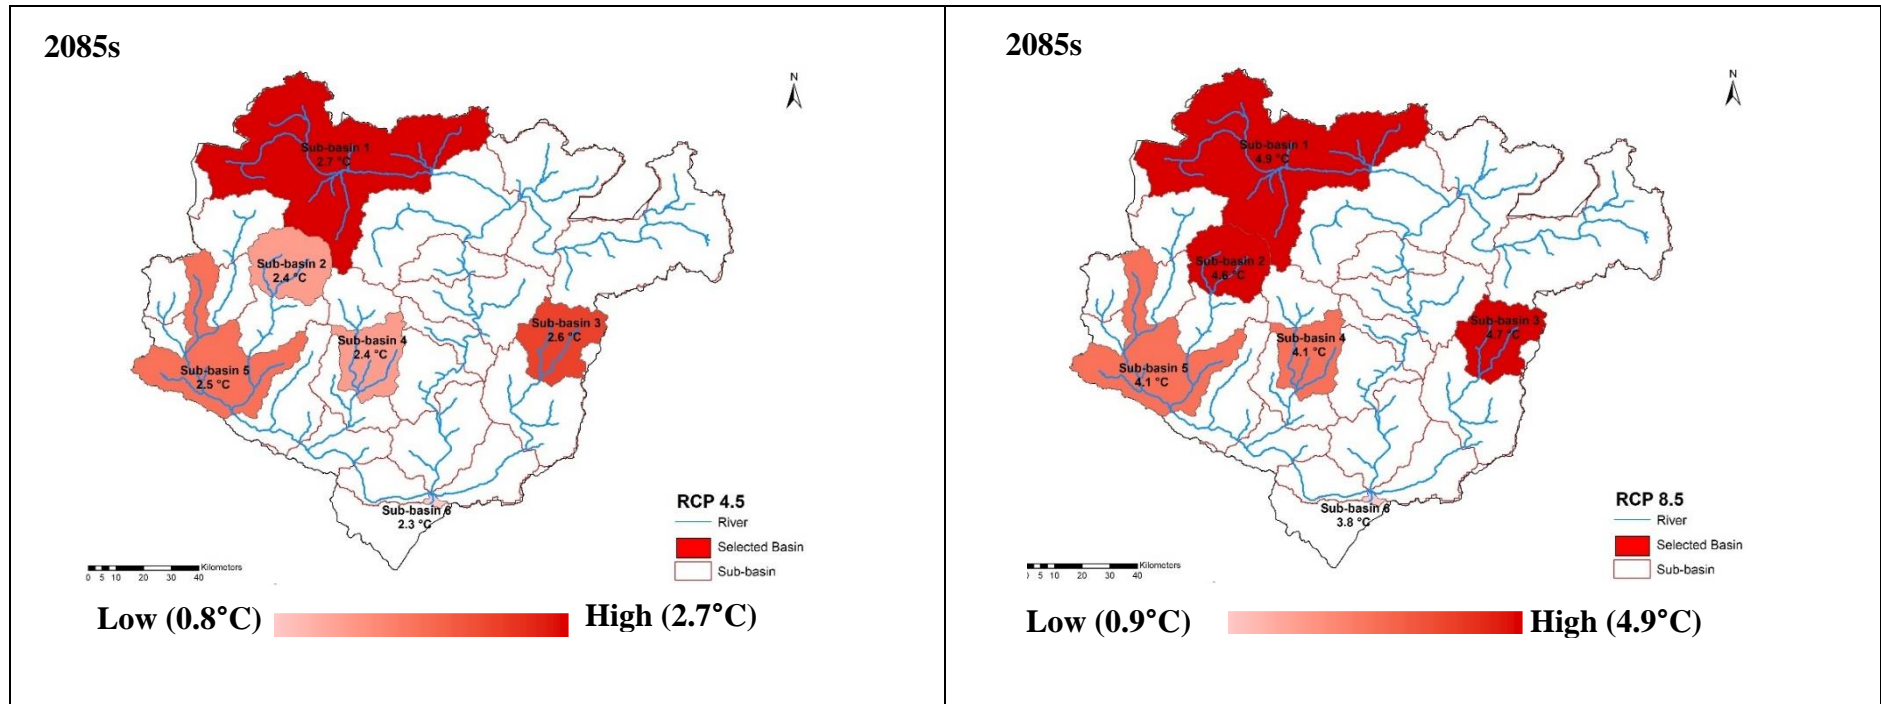 2085s
N
Sub-basin 1
2.7 °C
Sub-basin 2
2.4 °C
Sub-basin 3
2.6 °C
Sub-basin 4
2.4 °C
Sub-basin 5
2.5 °C
Sub-basin 6
2.3 °C
RCP 4.5
River
Selected Basin
Sub-basin
0 5 10 20 30 40 Kilometers
Low (0.8°C) High (2.7°C)
2085s
N
Sub-basin 1
4.9 °C
Sub-basin 2
4.6 °C
Sub-basin 3
4.7 °C
Sub-basin 4
4.1 °C
Sub-basin 5
4.1 °C
Sub-basin 6
3.8 °C
RCP 8.5
River
Selected Basin
Sub-basin
0 5 10 20 30 40 Kilometers
Low (0.9°C) High (4.9°C)